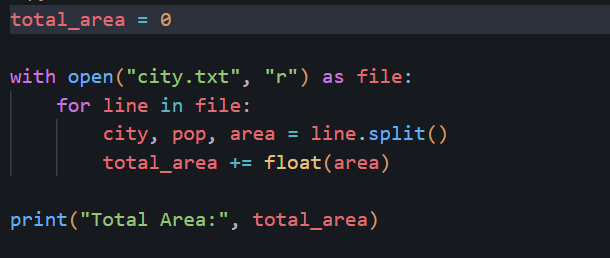 total_area = 0
with open("city.txt", "r") as file:
    for line in file:
        city, pop, area = line.split()
        total_area += float(area)
print("Total Area:", total_area)